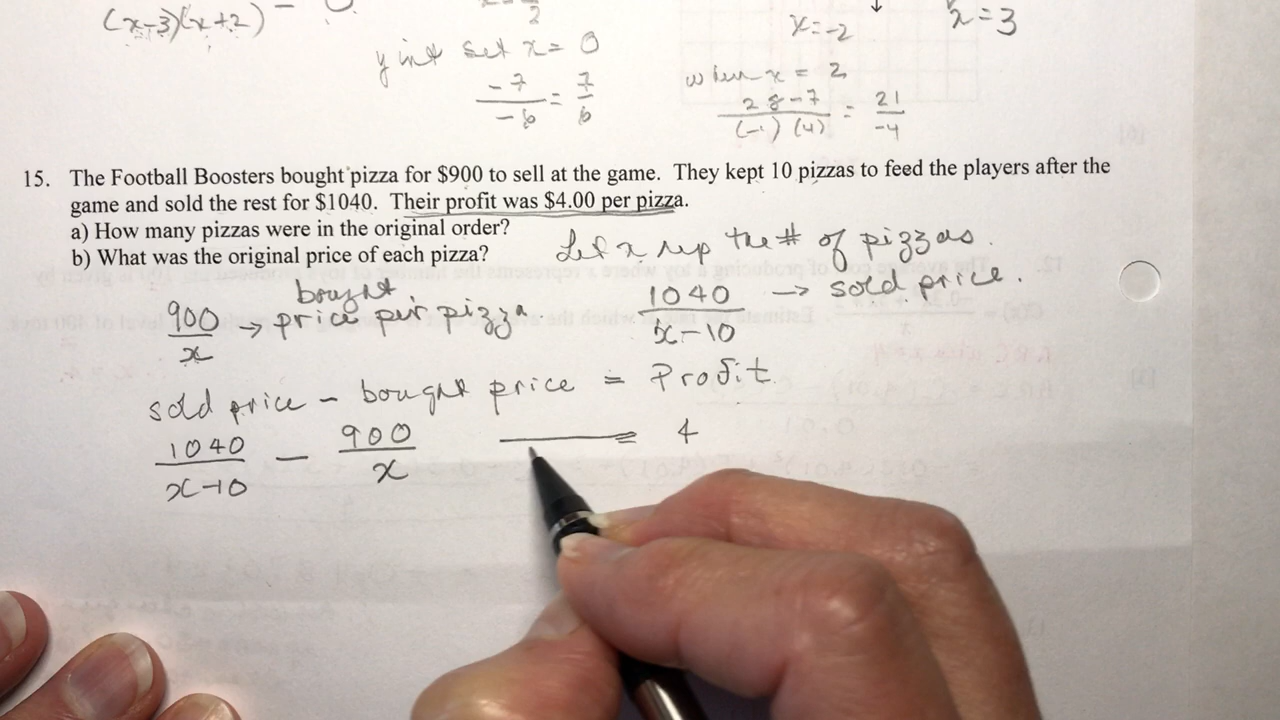 (x-3)(x+2)
2
x=-2
x=3
y int set x=0
-7/-6 = 7/6
when x = 2
28-7/(-1)(4) = 21/-4
15. The Football Boosters bought pizza for $900 to sell at the game. They kept 10 pizzas to feed the players after the
game and sold the rest for $1040. Their profit was $4.00 per pizza.
a) How many pizzas were in the original order?
b) What was the original price of each pizza?
Let x rep the # of pizzas.
900/x → bought price per pizza.
1040/x-10 → sold price.
sold price - bought price = Profit
1040/x-10 - 900/x = 4